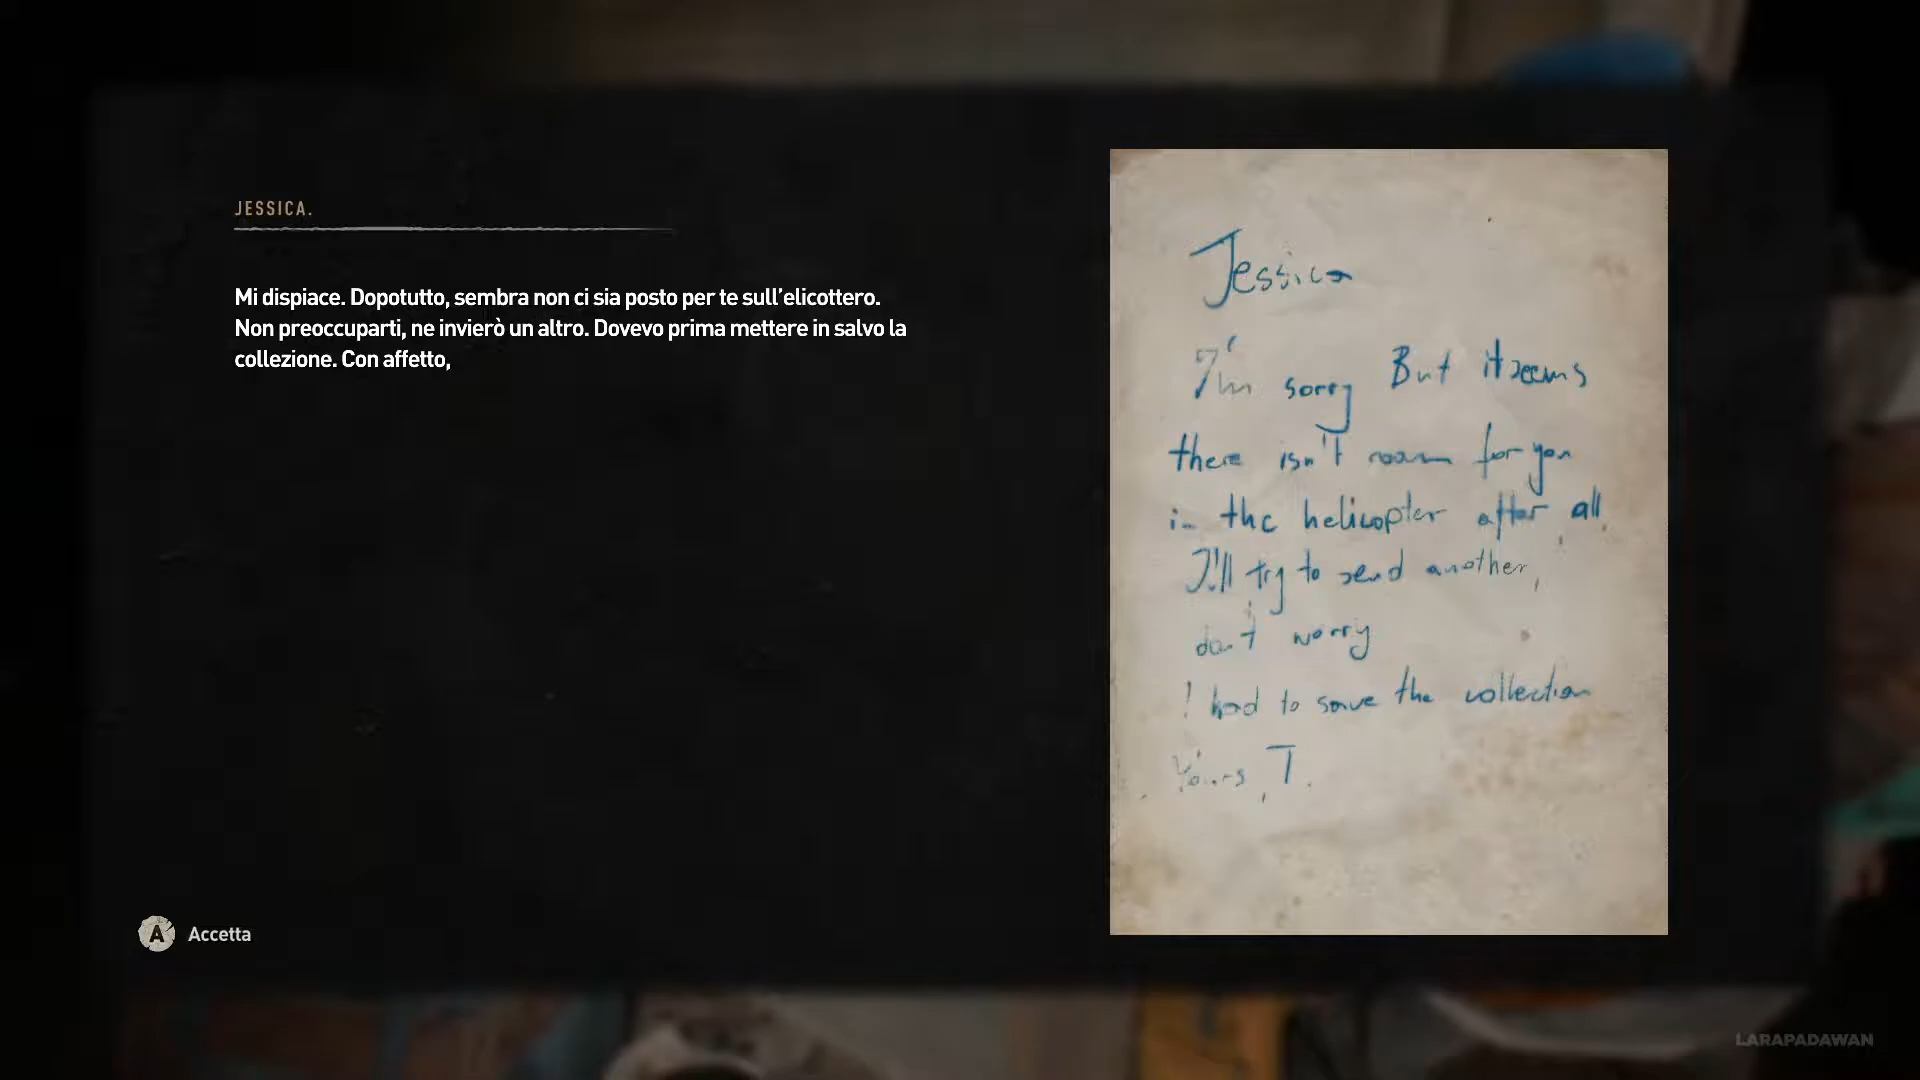 JESSICA.
Mi dispiace. Dopotutto, sembra non ci sia posto per te sull'elicottero.
Non preoccuparti, ne invierò un altro. Dovevo prima mettere in salvo la
collezione. Con affetto,
A Accetta
Jessica
I'm sorry But it seems
there isn't room for you
in the helicopter after all.
I'll try to send another,
don't worry
I had to save the collection
Yours, T.
LARAPADAWAN